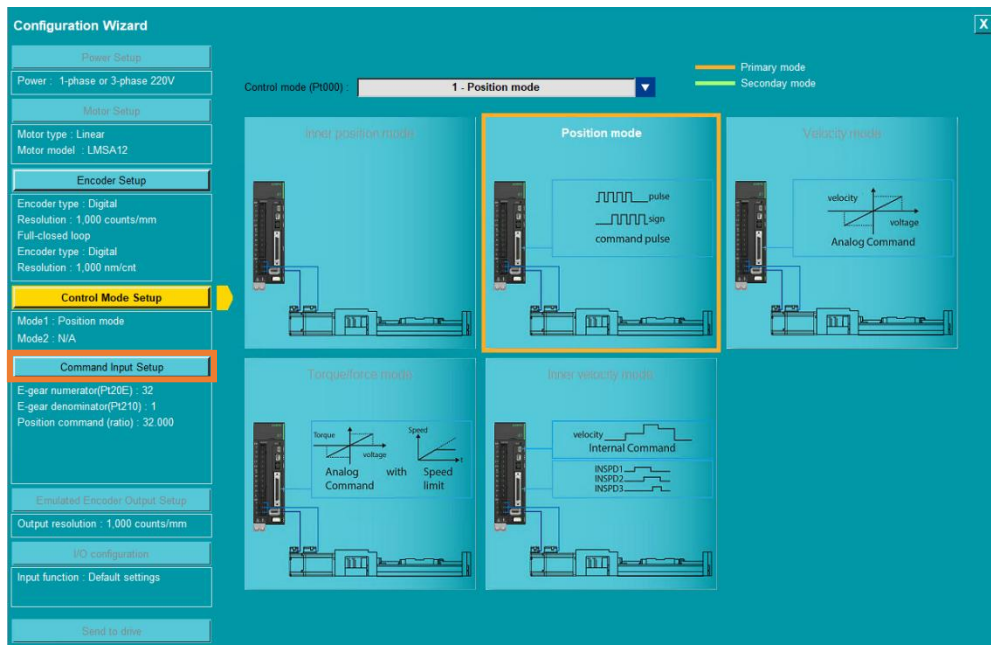 Configuration Wizard
X
Power Setup
Power : 1-phase or 3-phase 220V
Motor Setup
Motor type : Linear
Motor model : LMSA12
Encoder Setup
Encoder type : Digital
Resolution : 1,000 counts/mm
Full-closed loop
Encoder type : Digital
Resolution : 1,000 nm/cnt
Control Mode Setup
Mode1 : Position mode
Mode2 : N/A
Command Input Setup
E-gear numerator(Pt20E) : 32
E-gear denominator(Pt210) : 1
Position command (ratio) : 32.000
Emulated Encoder Output Setup
Output resolution : 1,000 counts/mm
I/O configuration
Input function : Default settings
Send to drive
Control mode (Pt000) : 1 - Position mode
Primary mode
Seconday mode
Inner position mode
Position mode
pulse
sign
command pulse
Velocity mode
velocity
voltage
Analog Command
Torque/force mode
Torque
voltage
Speed
t
Analog with Speed
Command limit
Inner velocity mode
velocity
Internal Command
INSPD1
INSPD2
INSPD3